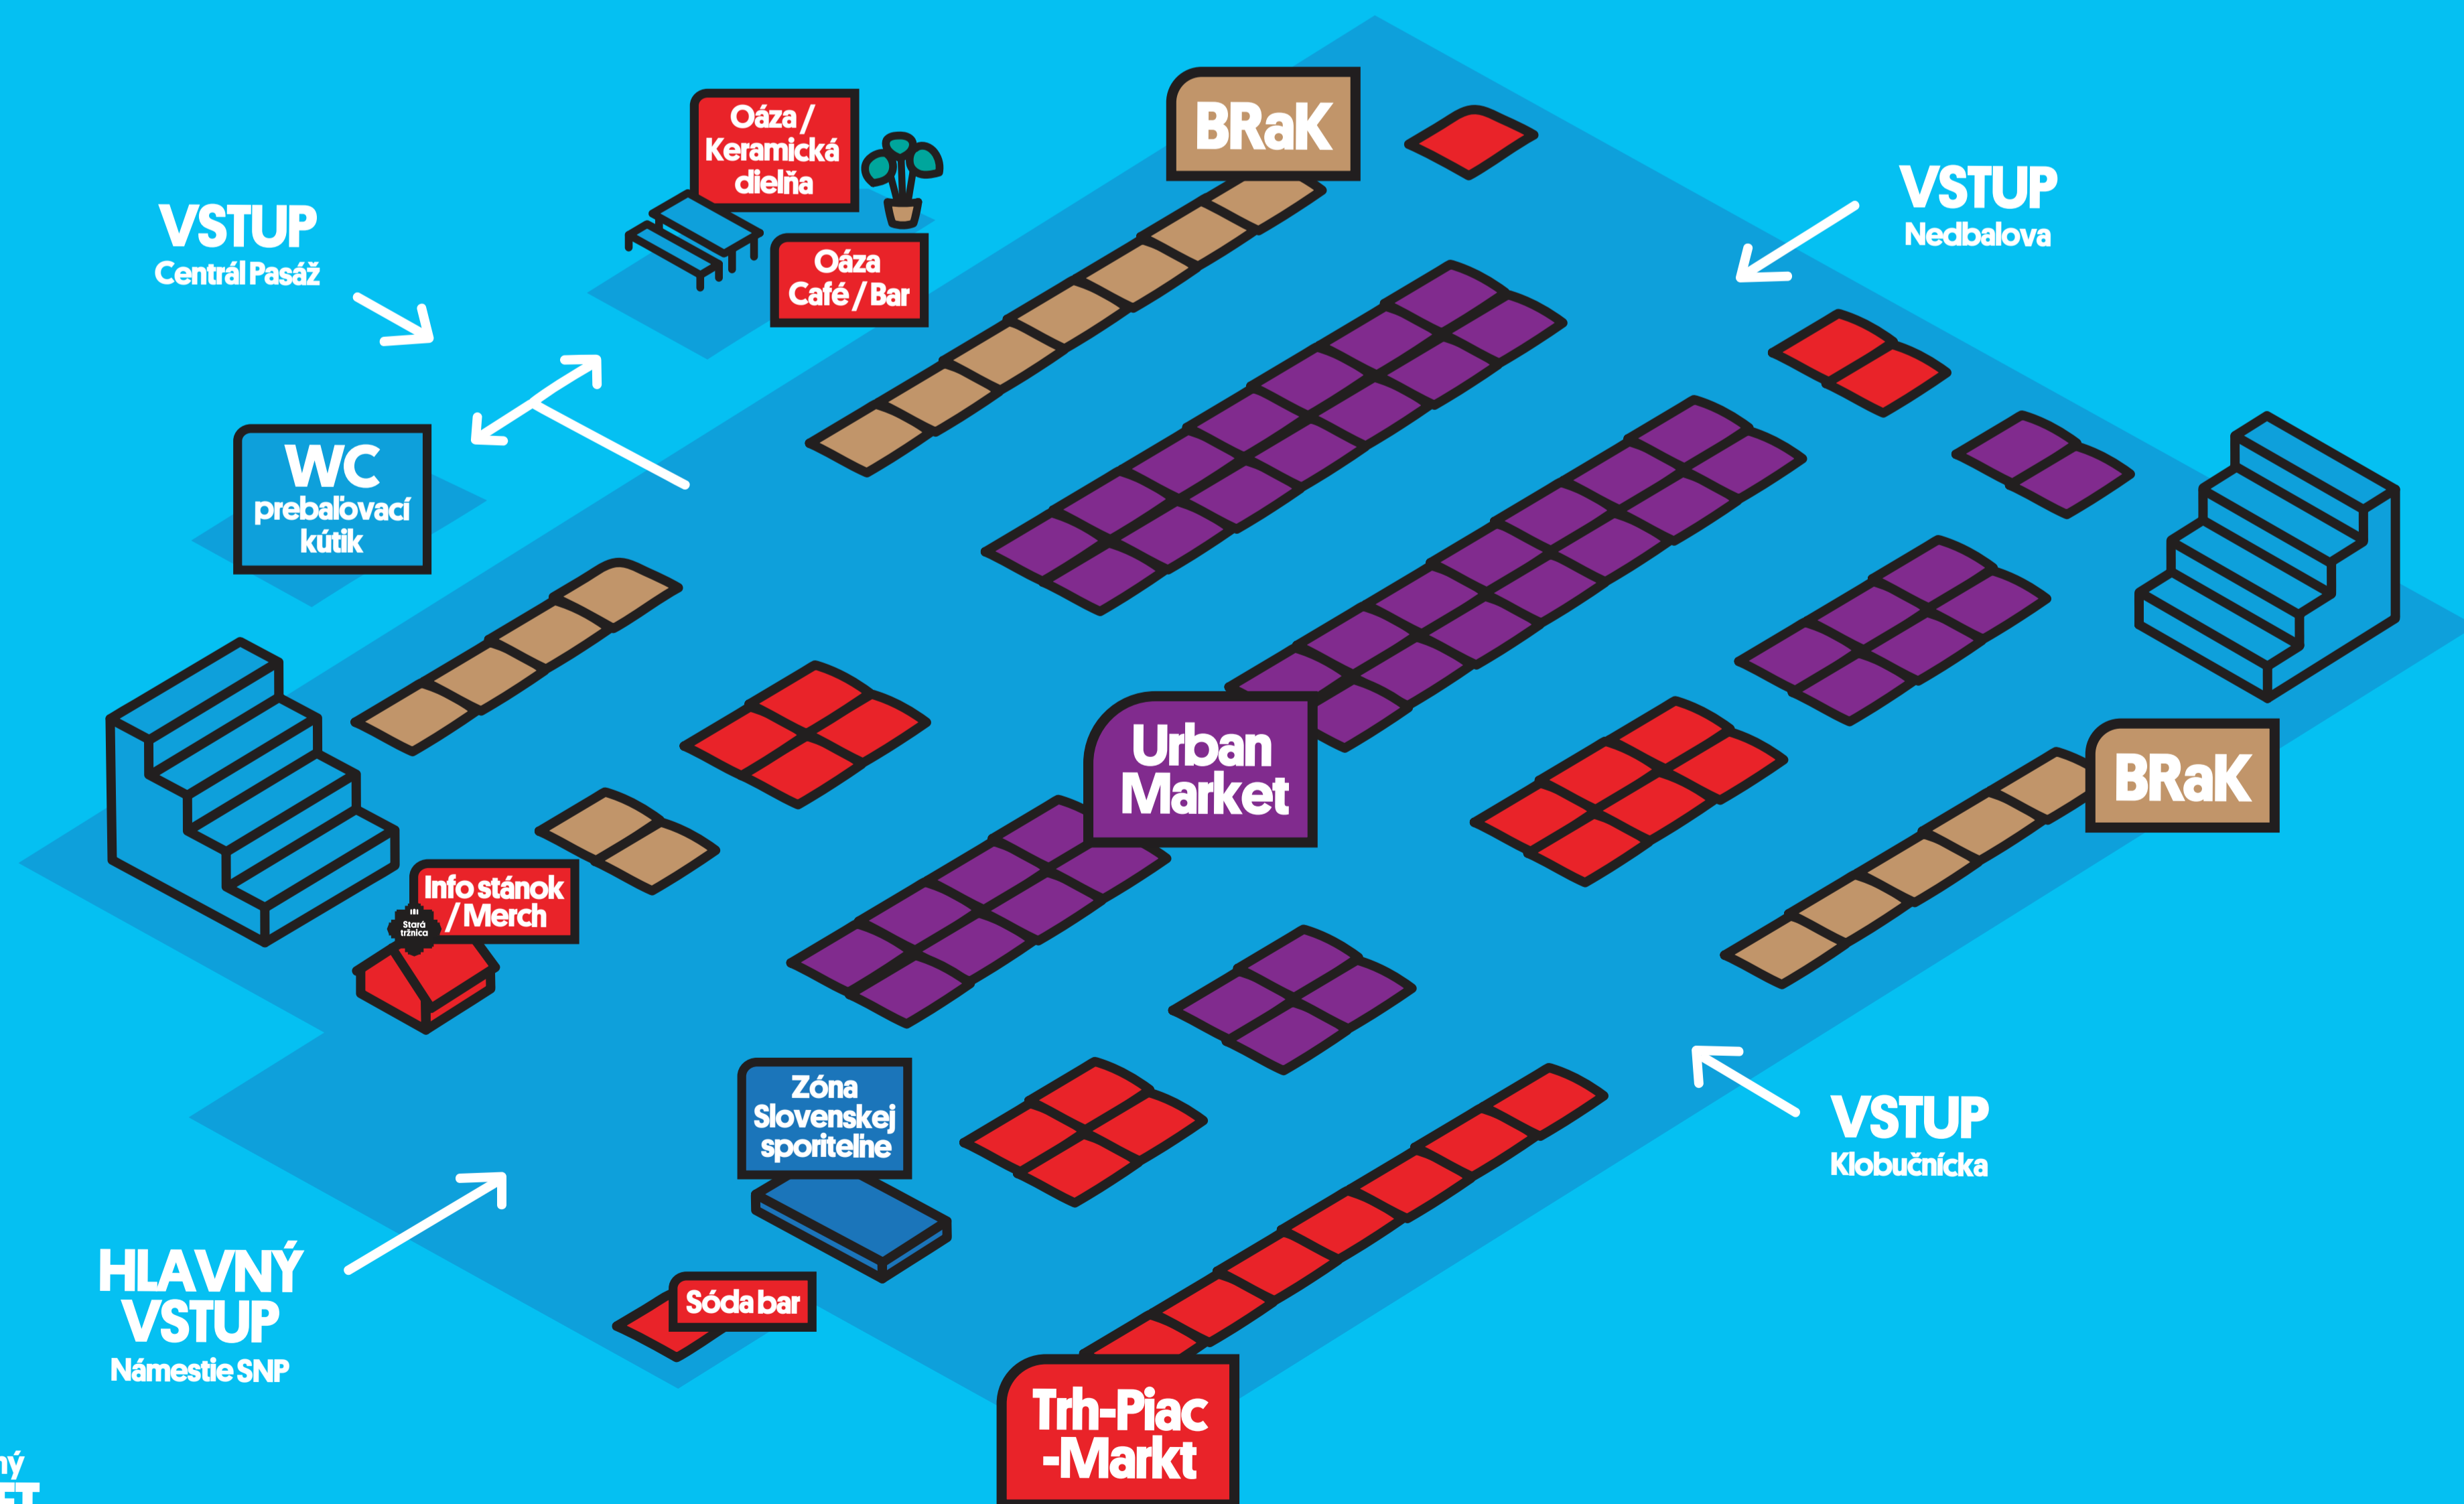 BRaK
Oáza /
Keramická
dielňa
VSTUP
Nedbalova
VSTUP
Centrál Pasáž
Oáza
Café / Bar
WC
prebaľovací
kútik
Urban
Market
BRaK
Info stánok
/ Merch
Stará
tržnica
Zóna
Slovenskej
sporiteľne
VSTUP
Klobučnícka
HLAVNÝ
VSTUP
Námestie SNP
Sóda bar
Trh-Piac
-Markt